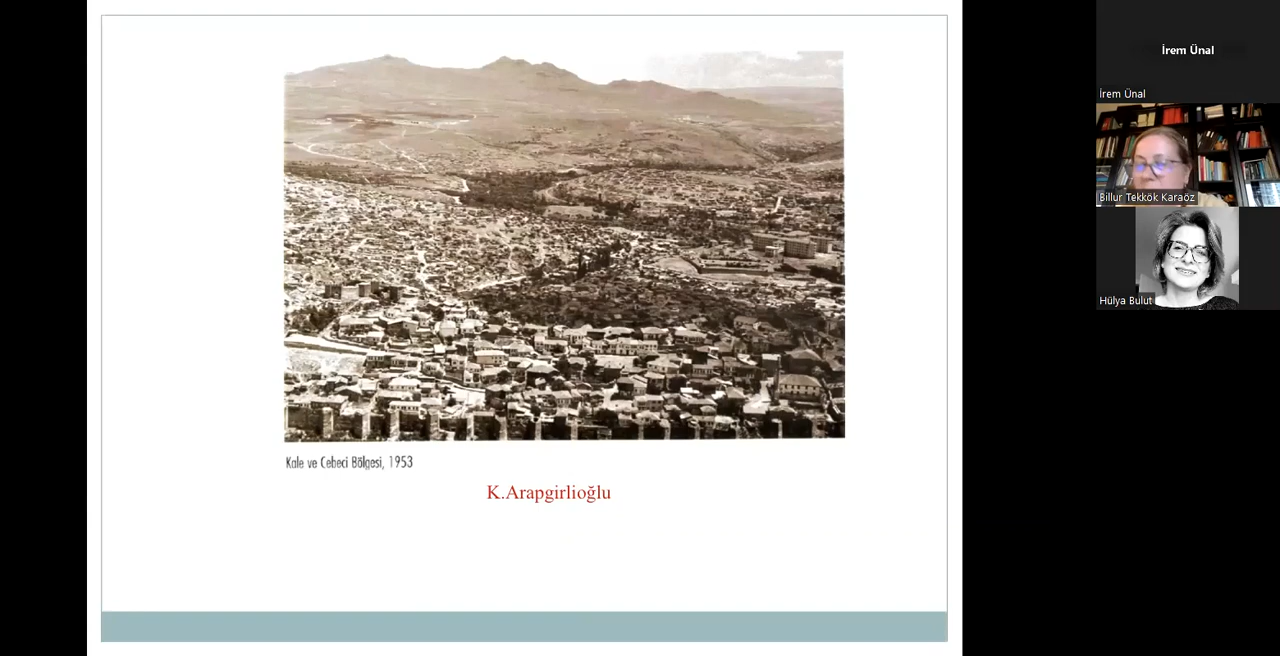 Kale ve Cebeci Bölgesi, 1953
K.Arapgirlioğlu
İrem Ünal
İrem Ünal
Billur Tekkök Karaöz
Hülya Bulut